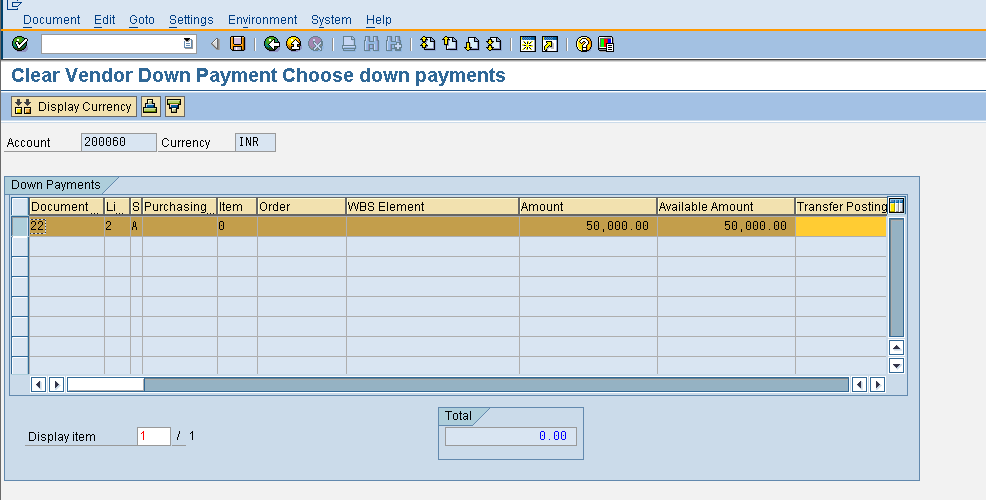 Document Edit Goto Settings Environment System Help
Clear Vendor Down Payment Choose down payments
Display Currency
Account 200060 Currency INR
Down Payments
Document ... Li... S Purchasing... Item Order WBS Element Amount Available Amount Transfer Posting
22 2 A 0 50,000.00 50,000.00
Total
Display item 1 / 1 0.00